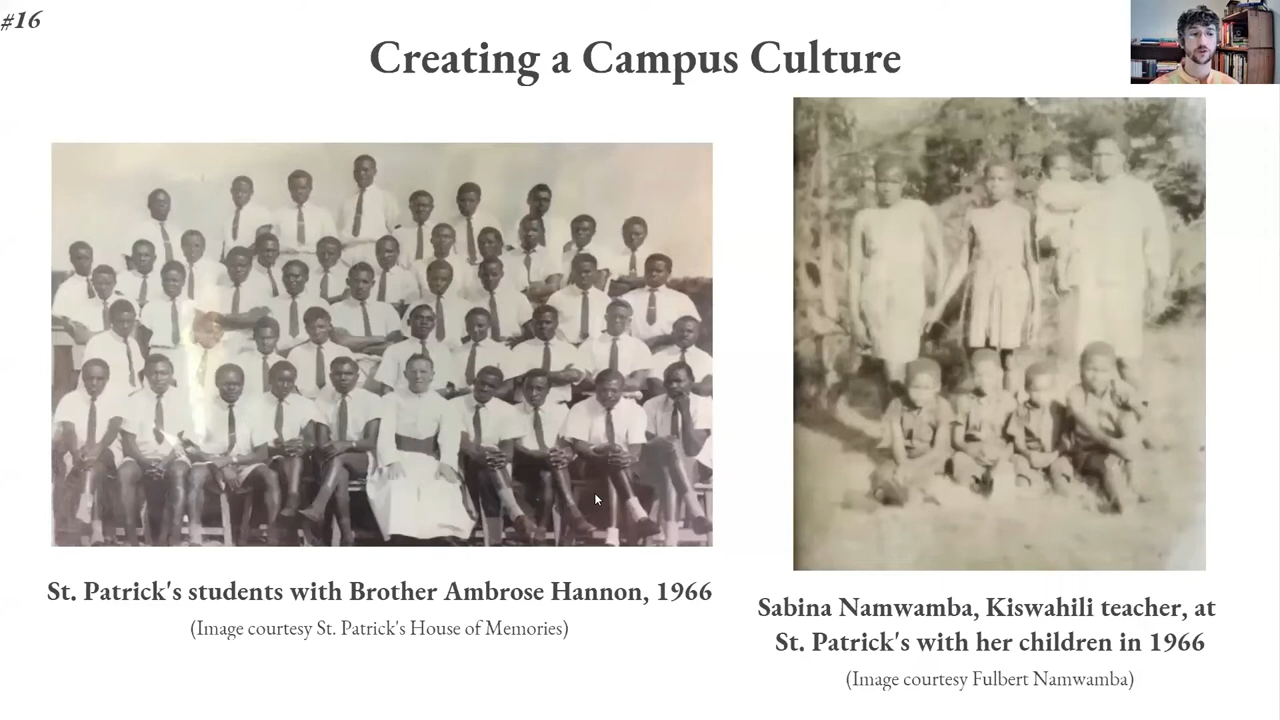 #16
Creating a Campus Culture
St. Patrick's students with Brother Ambrose Hannon, 1966
(Image courtesy St. Patrick's House of Memories)
Sabina Namwamba, Kiswahili teacher, at
St. Patrick's with her children in 1966
(Image courtesy Fulbert Namwamba)